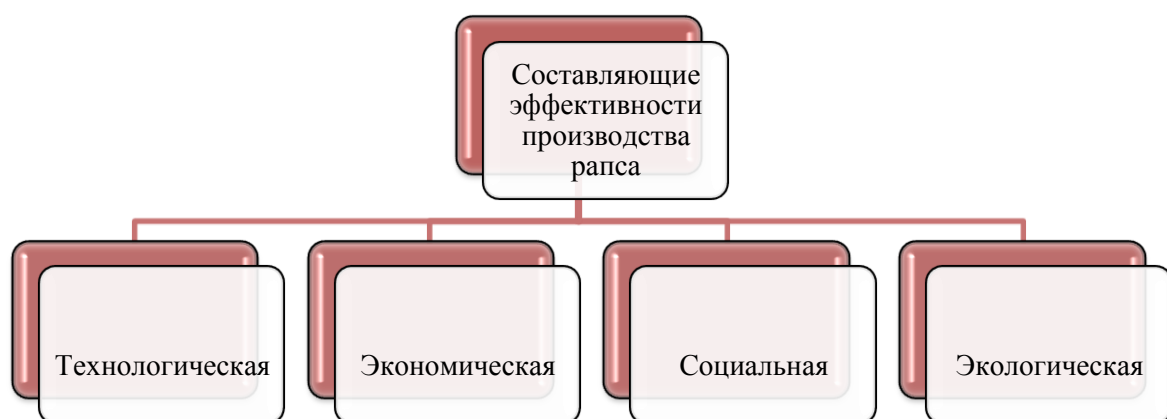 Составляющие
эффективности
производства
рапса
Технологическая
Экономическая
Социальная
Экологическая